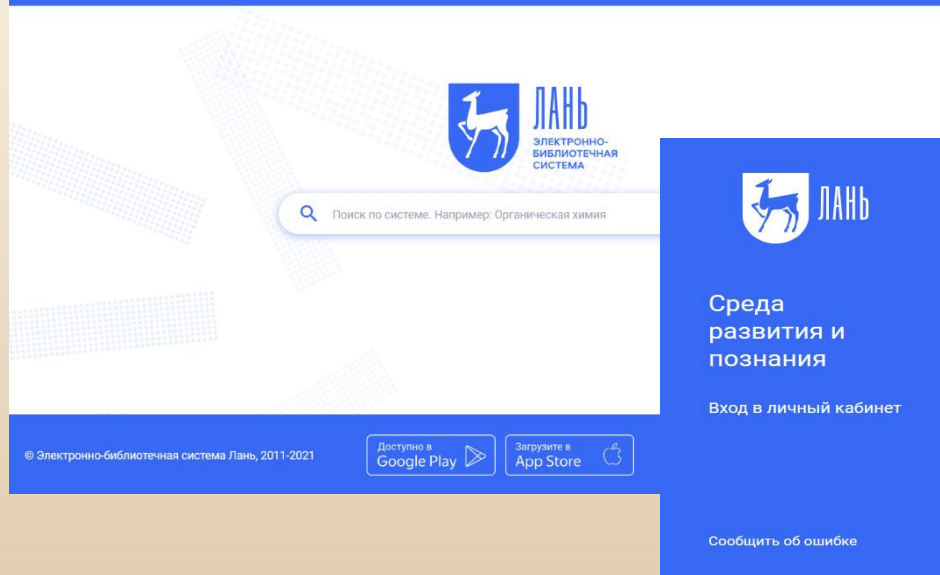 ЛАНЬ
ЭЛЕКТРОННО-
БИБЛИОТЕЧНАЯ
СИСТЕМА
Поиск по системе. Например: Органическая химия
© Электронно-библиотечная система Лань, 2011-2021
Доступно в
Google Play
Загрузите в
App Store
ЛАНЬ
Среда
развития и
познания
Вход в личный кабинет
Сообщить об ошибке